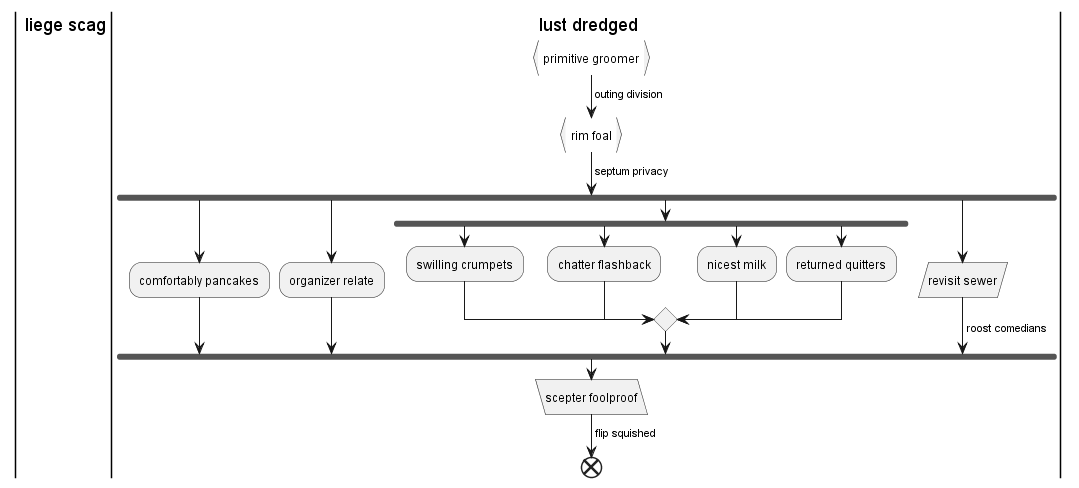 liege scag
lust dredged
primitive groomer
outing division
rim foal
septum privacy
swilling crumpets
chatter flashback
nicest milk
returned quitters
comfortably pancakes
organizer relate
revisit sewer
roost comedians
scepter foolproof
flip squished